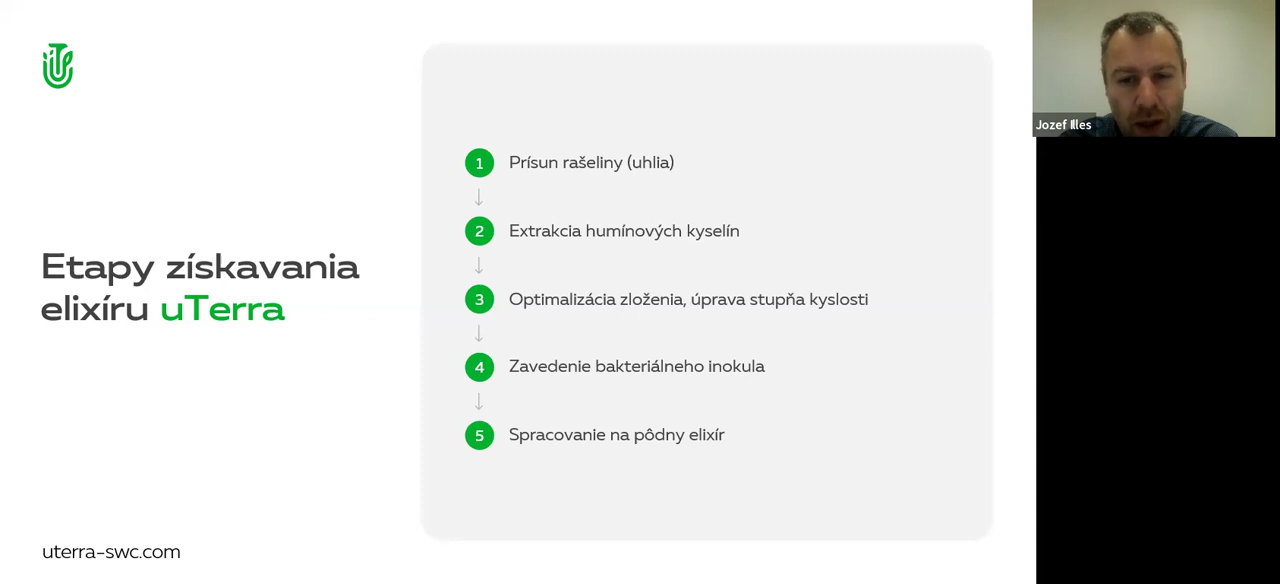 Etapy získavania
elixíru uTerra
1 Prísun rašeliny (uhlia)
2 Extrakcia humínových kyselín
3 Optimalizácia zloženia, úprava stupňa kyslosti
4 Zavedenie bakteriálneho inokula
5 Spracovanie na pôdny elixír
uterra-swc.com
Jozef Illes